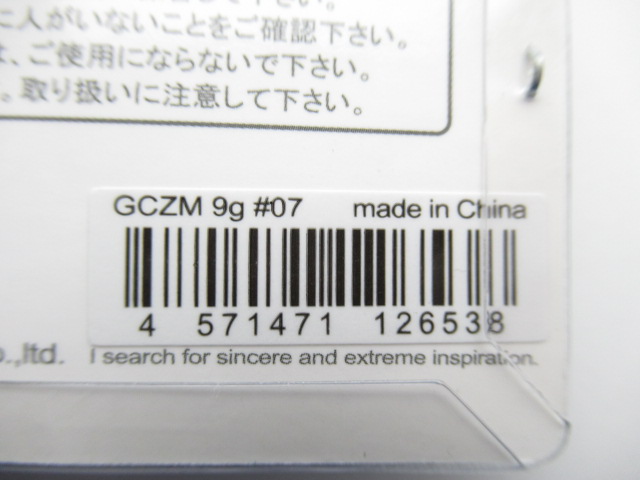 に人がいないことをご確認下さい。
は、ご使用にならないで下さい。
。取り扱いに注意して下さい。
GCZM 9g #07 made in China
4 571471 126538
o.,ltd. I search for sincere and extreme inspiration.